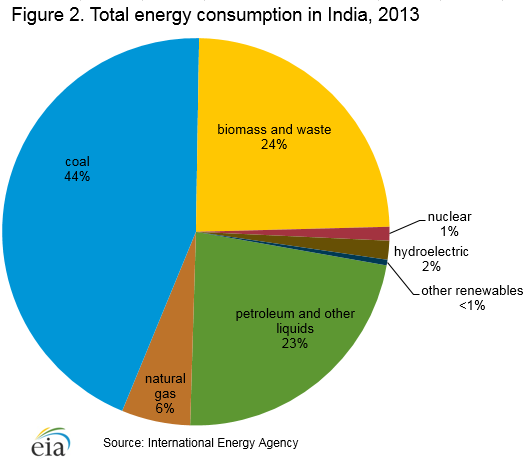 Figure 2. Total energy consumption in India, 2013
biomass and waste
24%
coal
44%
nuclear
1%
hydroelectric
2%
other renewables
<1%
petroleum and other
liquids
23%
natural
gas
6%
eia
Source: International Energy Agency